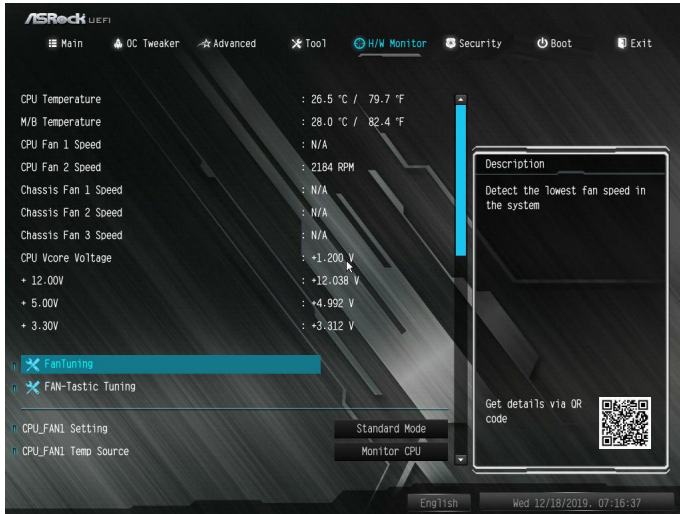 ASRock UEFI
Main OC Tweaker Advanced Tool H/W Monitor Security Boot Exit
CPU Temperature : 26.5 °C / 79.7 °F
M/B Temperature : 28.0 °C / 82.4 °F
CPU Fan 1 Speed : N/A
CPU Fan 2 Speed : 2184 RPM
Chassis Fan 1 Speed : N/A
Chassis Fan 2 Speed : N/A
Chassis Fan 3 Speed : N/A
CPU Vcore Voltage : +1.200 V
+ 12.00V : +12.038 V
+ 5.00V : +4.992 V
+ 3.30V : +3.312 V
FanTuning
FAN-Tastic Tuning
CPU_FAN1 Setting Standard Mode
CPU_FAN1 Temp Source Monitor CPU
Description
Detect the lowest fan speed in
the system
Get details via QR
code
English Wed 12/18/2019. 07:16:37